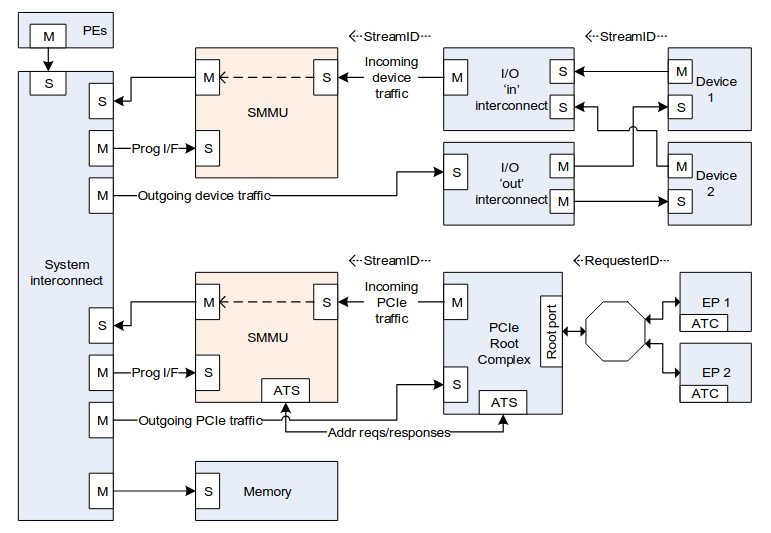 PEs
M
StreamID
StreamID
S
M
S
Incoming
device
traffic
M
I/O
'in'
interconnect
S
M
Device
1
S
SMMU
S
S
M
Prog I/F
S
M
Outgoing device traffic
S
I/O
'out'
interconnect
M
M
Device
2
M
S
System
interconnect
StreamID
RequesterID
M
S
Incoming
PCIe
traffic
M
PCIe
Root
Complex
Root port
EP 1
ATC
S
SMMU
M
Prog I/F
S
EP 2
ATC
ATS
S
ATS
M
Outgoing PCIe traffic
Addr reqs/responses
M
S
Memory